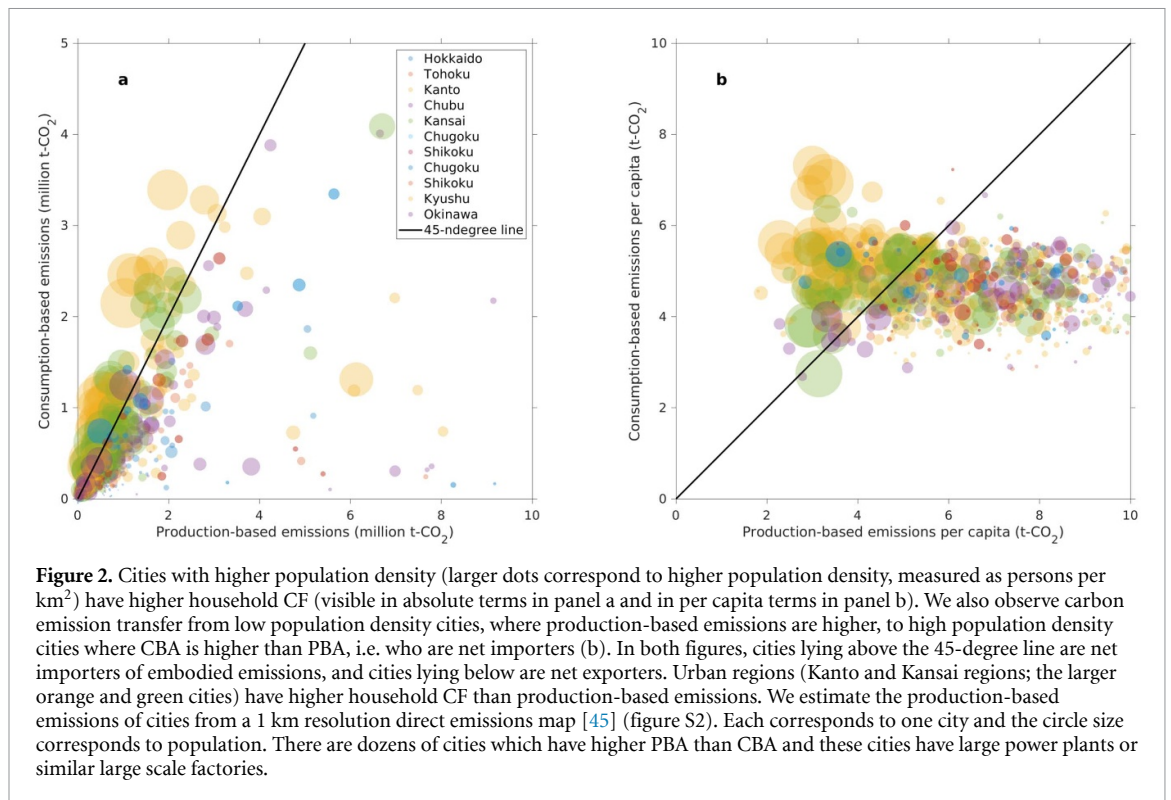 a
5
4
3
2
1
0
Consumption-based emissions (million t-CO2)
0 2 4 6 8 10
Production-based emissions (million t-CO2)
Hokkaido
Tohoku
Kanto
Chubu
Kansai
Chugoku
Shikoku
Chugoku
Shikoku
Kyushu
Okinawa
45-ndegree line
b
10
8
6
4
2
0
Consumption-based emissions per capita (t-CO2)
0 2 4 6 8 10
Production-based emissions per capita (t-CO2)
Figure 2. Cities with higher population density (larger dots correspond to higher population density, measured as persons per
km2) have higher household CF (visible in absolute terms in panel a and in per capita terms in panel b). We also observe carbon
emission transfer from low population density cities, where production-based emissions are higher, to high population density
cities where CBA is higher than PBA, i.e. who are net importers (b). In both figures, cities lying above the 45-degree line are net
importers of embodied emissions, and cities lying below are net exporters. Urban regions (Kanto and Kansai regions; the larger
orange and green cities) have higher household CF than production-based emissions. We estimate the production-based
emissions of cities from a 1 km resolution direct emissions map [45] (figure S2). Each corresponds to one city and the circle size
corresponds to population. There are dozens of cities which have higher PBA than CBA and these cities have large power plants or
similar large scale factories.